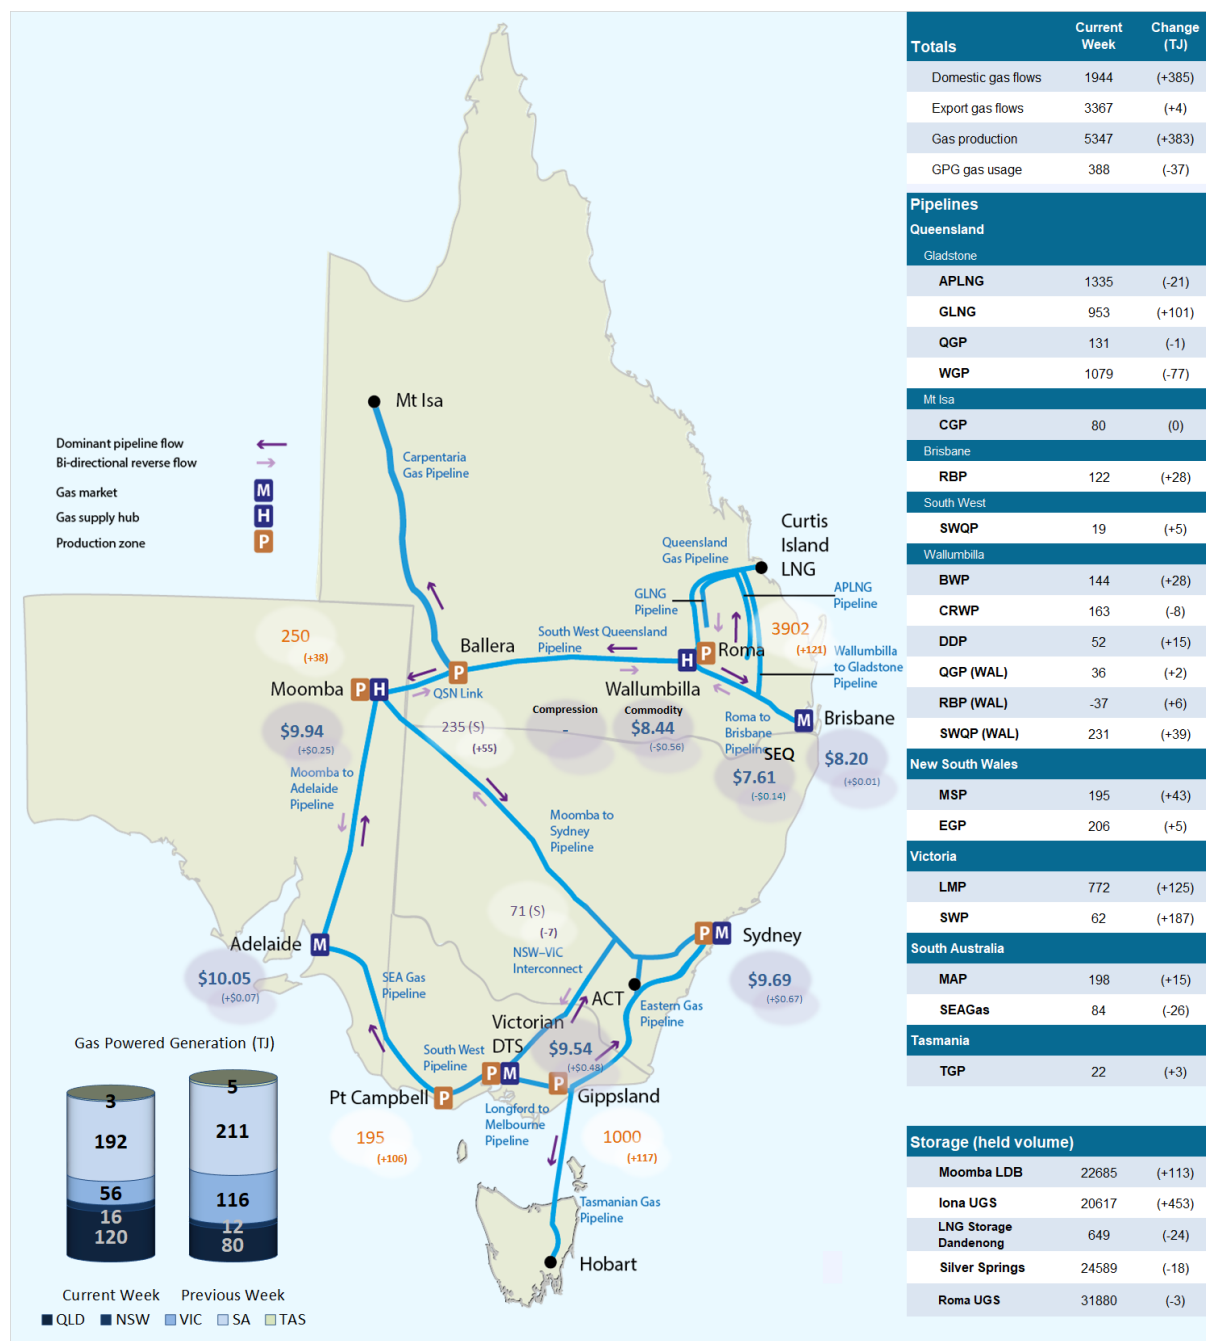 Mt Isa
Dominant pipeline flow
Bi-directional reverse flow
Gas market M
Gas supply hub H
Production zone P
Carpentaria
Gas Pipeline
Curtis
Island
LNG
Queensland
Gas Pipeline
GLNG
Pipeline
APLNG
Pipeline
250
(+38)
Ballera
P
South West Queensland
Pipeline
H P Roma
3902
(+121)
Wallumbilla
to Gladstone
Pipeline
Moomba P H
QSN Link
Wallumbilla
$9.94
(+$0.25)
235 (S)
(+55)
Compression
-
Commodity
$8.44
(-$0.56)
Roma to
Brisbane
Pipeline
M Brisbane
SEQ
$7.61
(-$0.14)
$8.20
(+$0.01)
Moomba to
Adelaide
Pipeline
Moomba to
Sydney
Pipeline
71 (S)
(-7)
NSW–VIC
Interconnect
Adelaide M
P M Sydney
$10.05
(+$0.07)
SEA Gas
Pipeline
ACT
Eastern Gas
Pipeline
$9.69
(+$0.67)
Victorian
DTS
P M
$9.54
(+$0.48)
South West
Pipeline
Pt Campbell P
P
Gippsland
Longford to
Melbourne
Pipeline
195
(+106)
1000
(+117)
Tasmanian Gas
Pipeline
Hobart
Gas Powered Generation (TJ)
3
192
56
16
120
5
211
116
12
80
Current Week Previous Week
QLD NSW VIC SA TAS
Totals Current Week Change (TJ)
Domestic gas flows 1944 (+385)
Export gas flows 3367 (+4)
Gas production 5347 (+383)
GPG gas usage 388 (-37)
Pipelines
Queensland
Gladstone
APLNG 1335 (-21)
GLNG 953 (+101)
QGP 131 (-1)
WGP 1079 (-77)
Mt Isa
CGP 80 (0)
Brisbane
RBP 122 (+28)
South West
SWQP 19 (+5)
Wallumbilla
BWP 144 (+28)
CRWP 163 (-8)
DDP 52 (+15)
QGP (WAL) 36 (+2)
RBP (WAL) -37 (+6)
SWQP (WAL) 231 (+39)
New South Wales
MSP 195 (+43)
EGP 206 (+5)
Victoria
LMP 772 (+125)
SWP 62 (+187)
South Australia
MAP 198 (+15)
SEAGas 84 (-26)
Tasmania
TGP 22 (+3)
Storage (held volume)
Moomba LDB 22685 (+113)
Iona UGS 20617 (+453)
LNG Storage Dandenong 649 (-24)
Silver Springs 24589 (-18)
Roma UGS 31880 (-3)